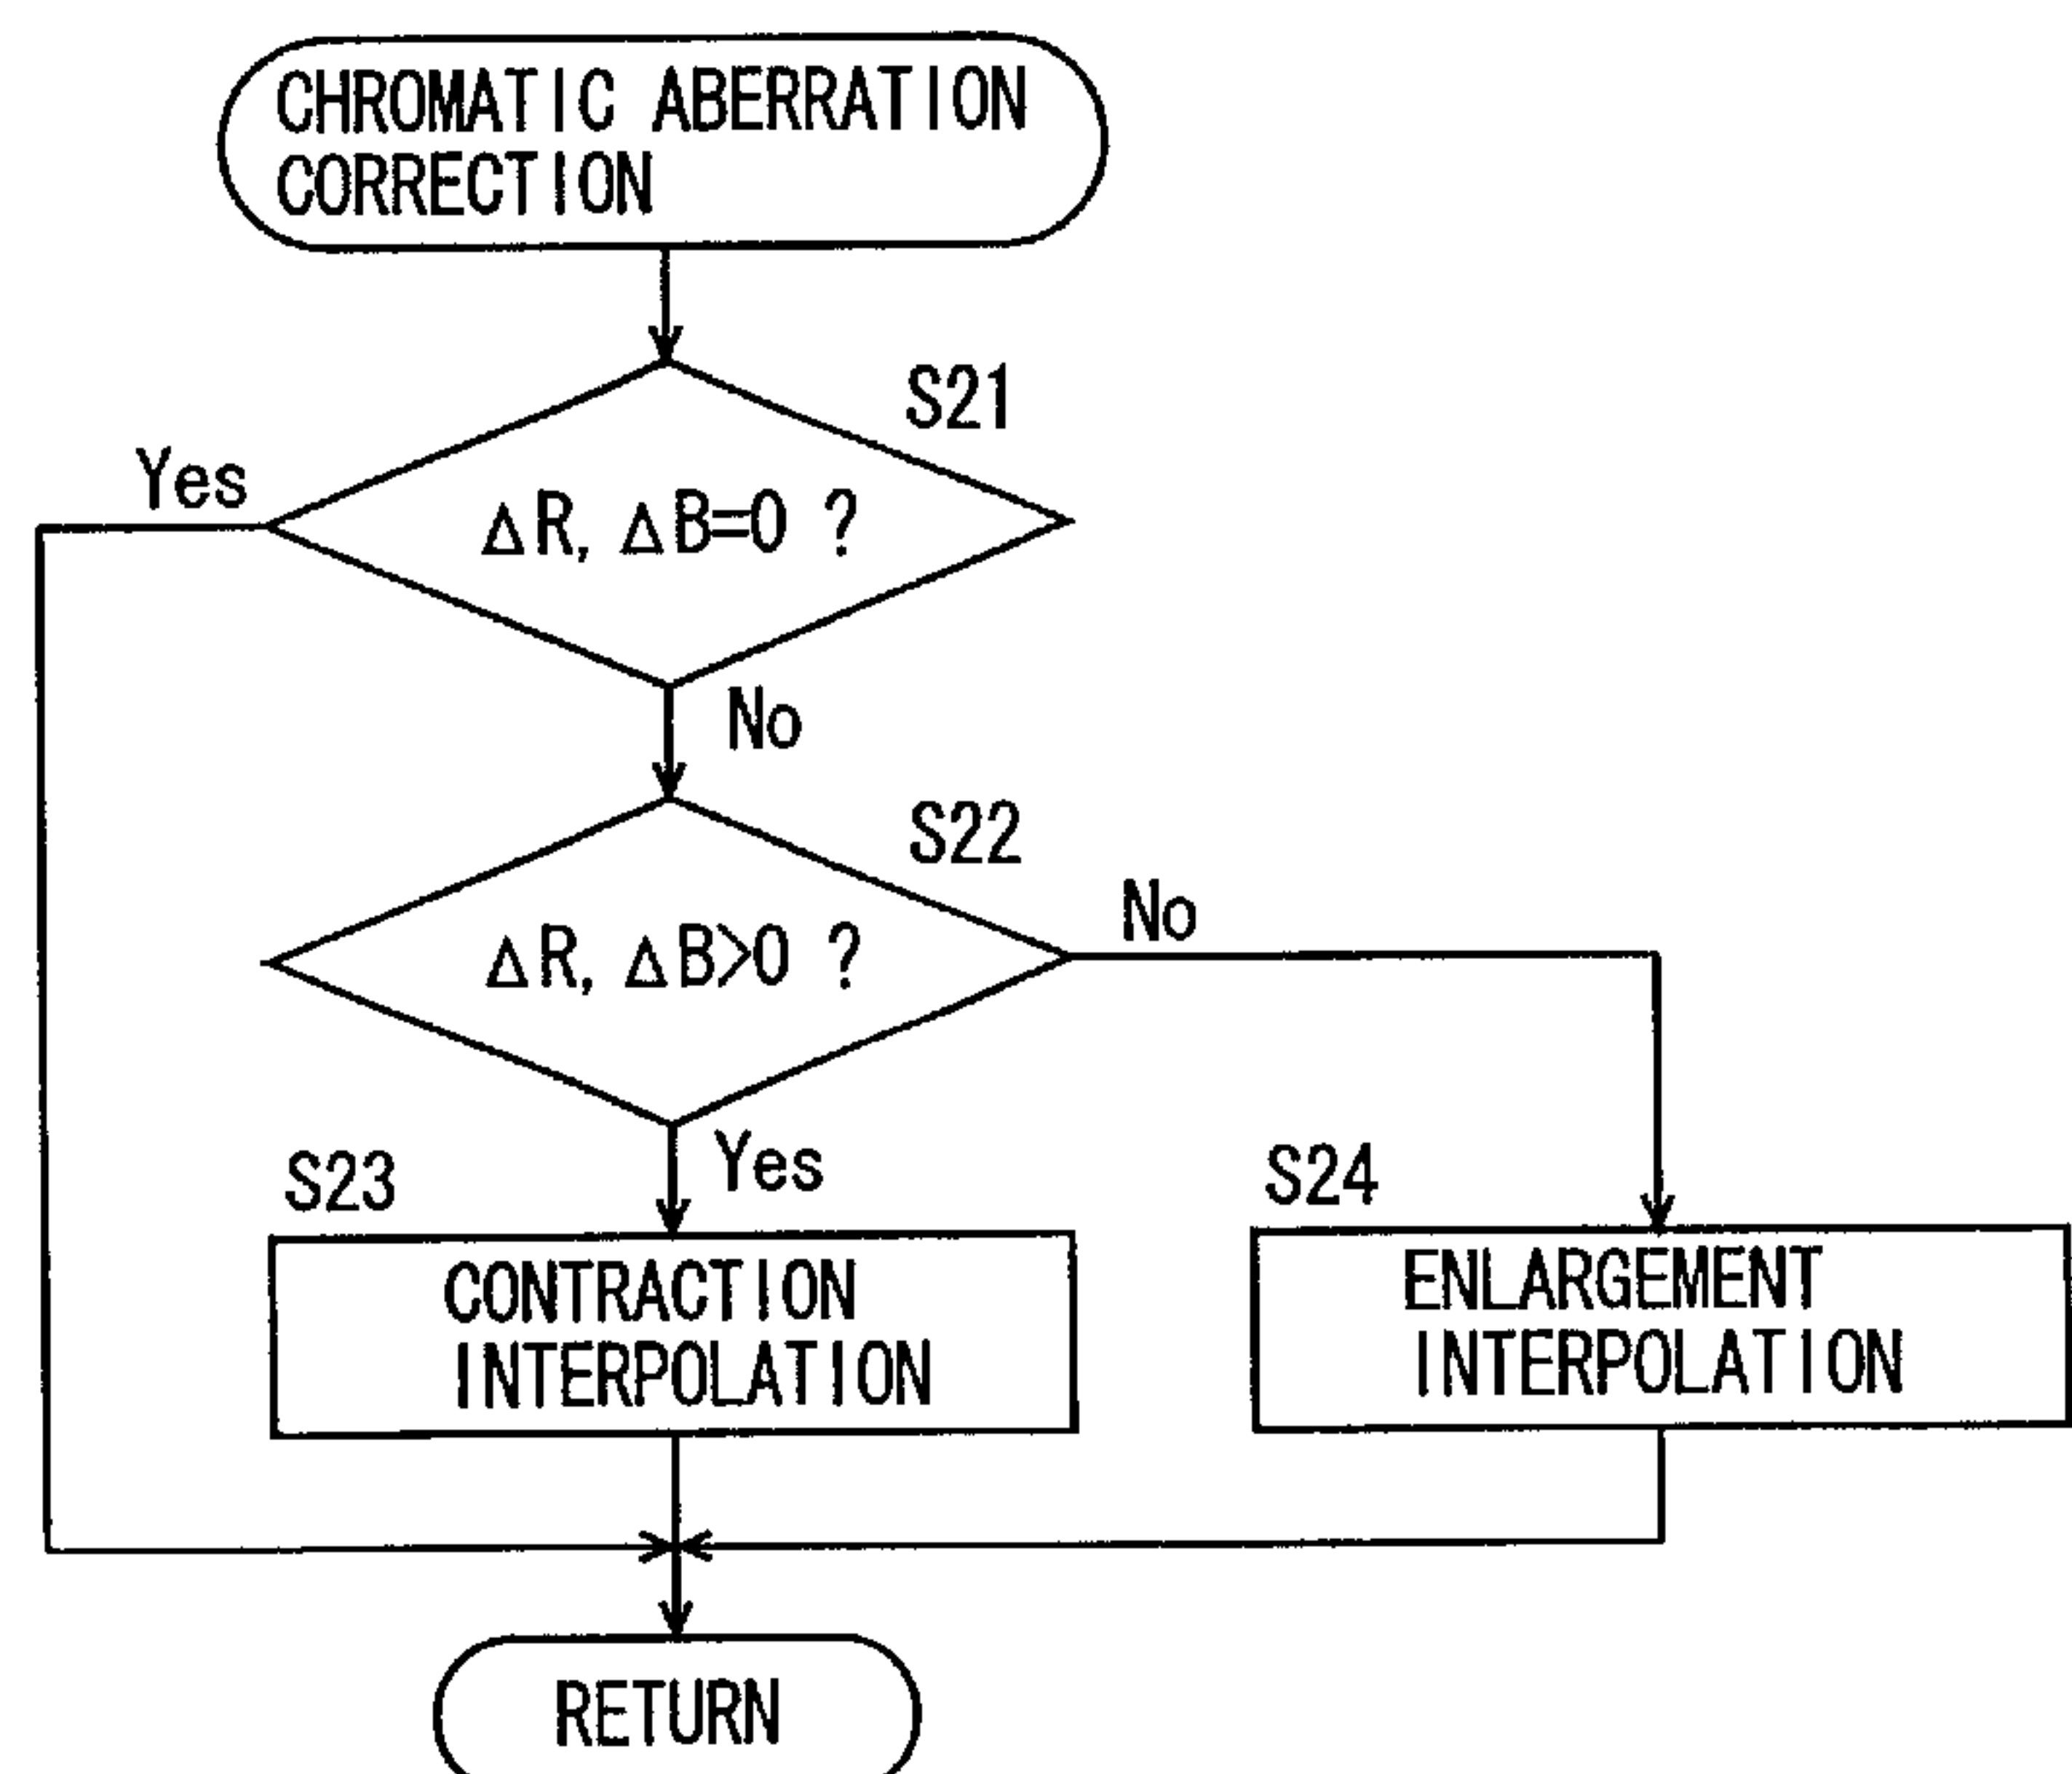 CHROMATIC ABERRATION
CORRECTION
S21
Yes
ΔR, ΔB=0 ?
No
S22
No
ΔR, ΔB>0 ?
Yes
S23
S24
CONTRACTION
INTERPOLATION
ENLARGEMENT
INTERPOLATION
RETURN